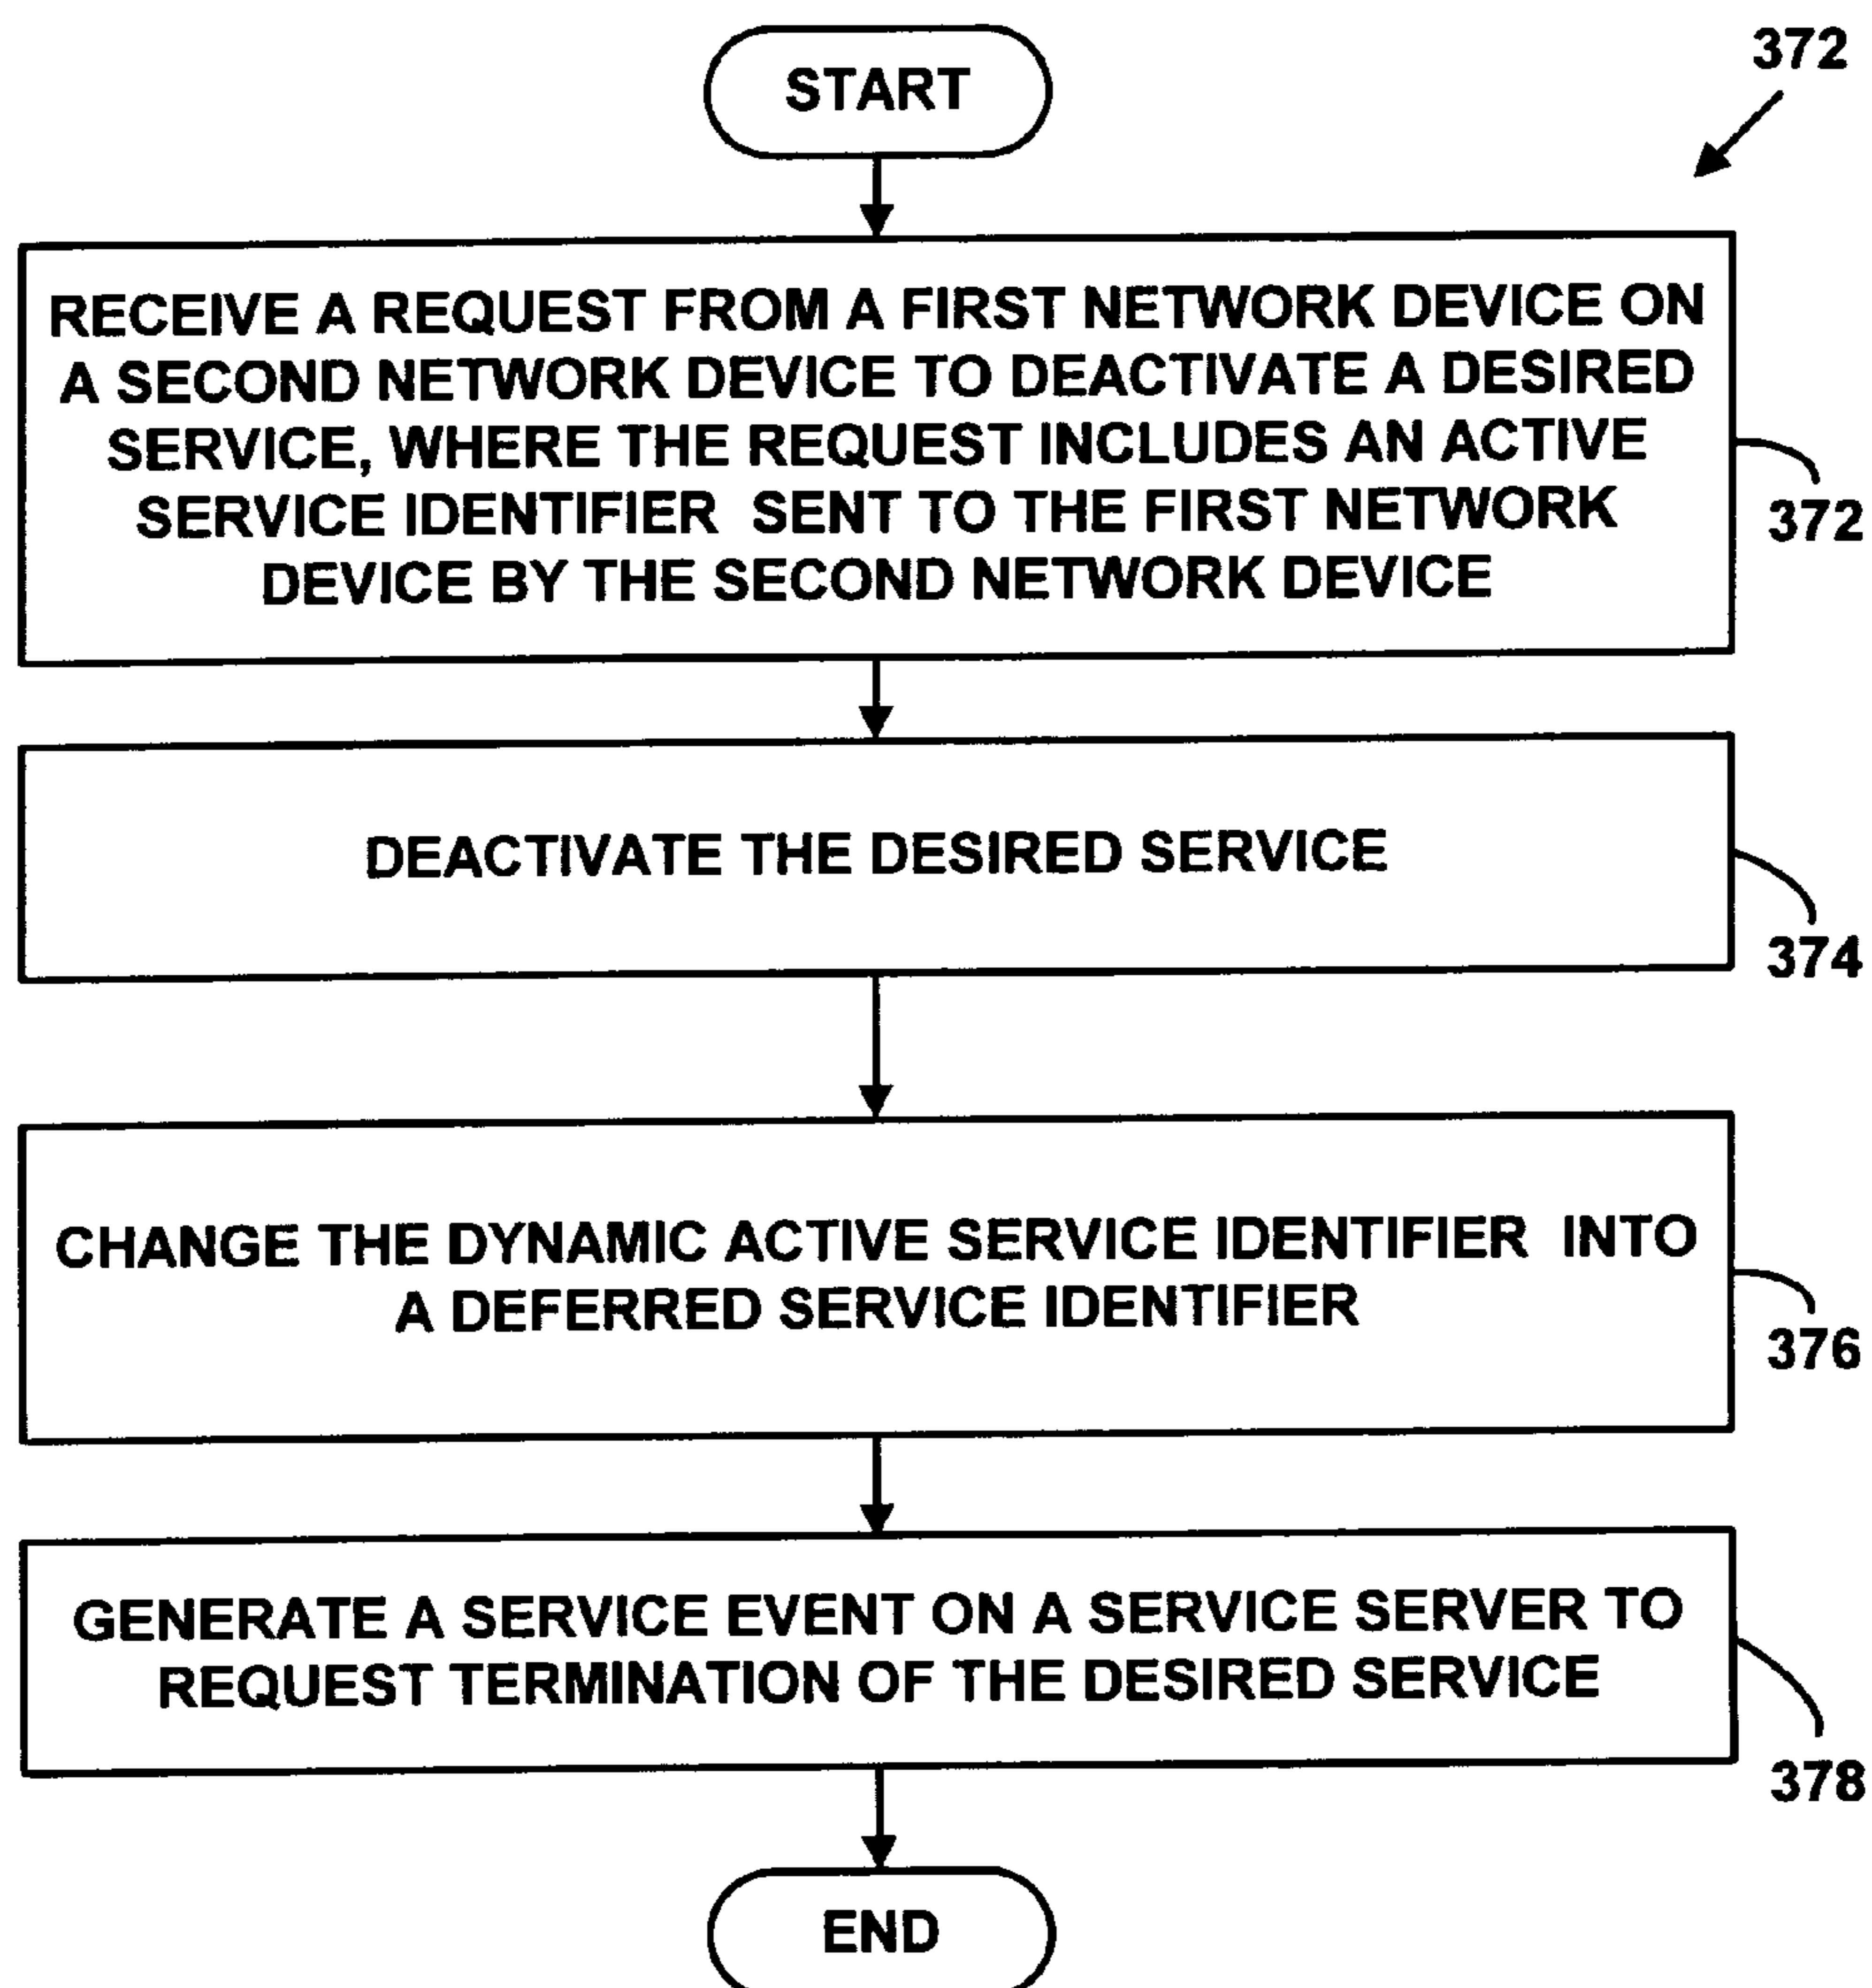 START
372
RECEIVE A REQUEST FROM A FIRST NETWORK DEVICE ON
A SECOND NETWORK DEVICE TO DEACTIVATE A DESIRED
SERVICE, WHERE THE REQUEST INCLUDES AN ACTIVE
SERVICE IDENTIFIER SENT TO THE FIRST NETWORK
DEVICE BY THE SECOND NETWORK DEVICE
372
DEACTIVATE THE DESIRED SERVICE
374
CHANGE THE DYNAMIC ACTIVE SERVICE IDENTIFIER INTO
A DEFERRED SERVICE IDENTIFIER
376
GENERATE A SERVICE EVENT ON A SERVICE SERVER TO
REQUEST TERMINATION OF THE DESIRED SERVICE
378
END